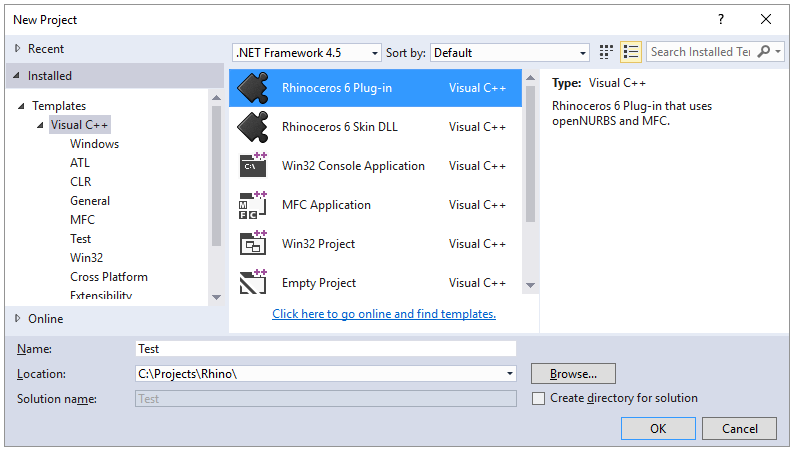 New Project
?
Recent
.NET Framework 4.5
Sort by:
Default
Search Installed Ter
Installed
Templates
Visual C++
Windows
ATL
CLR
General
MFC
Test
Win32
Cross Platform
Extensibility
Online
Rhinoceros 6 Plug-in Visual C++
Rhinoceros 6 Skin DLL Visual C++
C:\ Win32 Console Application Visual C++
MFC MFC Application Visual C++
Win32 Project Visual C++
Empty Project Visual C++
Click here to go online and find templates.
Type: Visual C++
Rhinoceros 6 Plug-in that uses
openNURBS and MFC.
Name: Test
Location: C:\Projects\Rhino\ Browse...
Solution name: Test Create directory for solution
OK Cancel